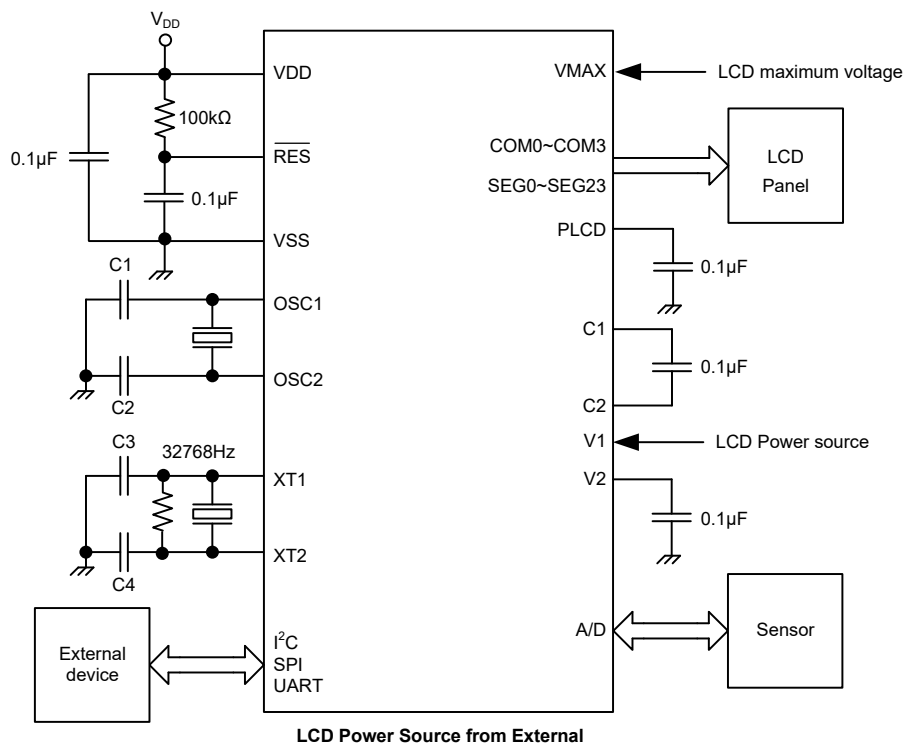 VDD
VDD
VMAX
LCD maximum voltage
100kΩ
0.1µF
RES
COM0~COM3
LCD
Panel
0.1µF
SEG0~SEG23
VSS
PLCD
0.1µF
C1
OSC1
C1
0.1µF
OSC2
C2
C2
V1
LCD Power source
C3
32768Hz
XT1
V2
0.1µF
XT2
C4
External
device
I²C
SPI
UART
A/D
Sensor
LCD Power Source from External